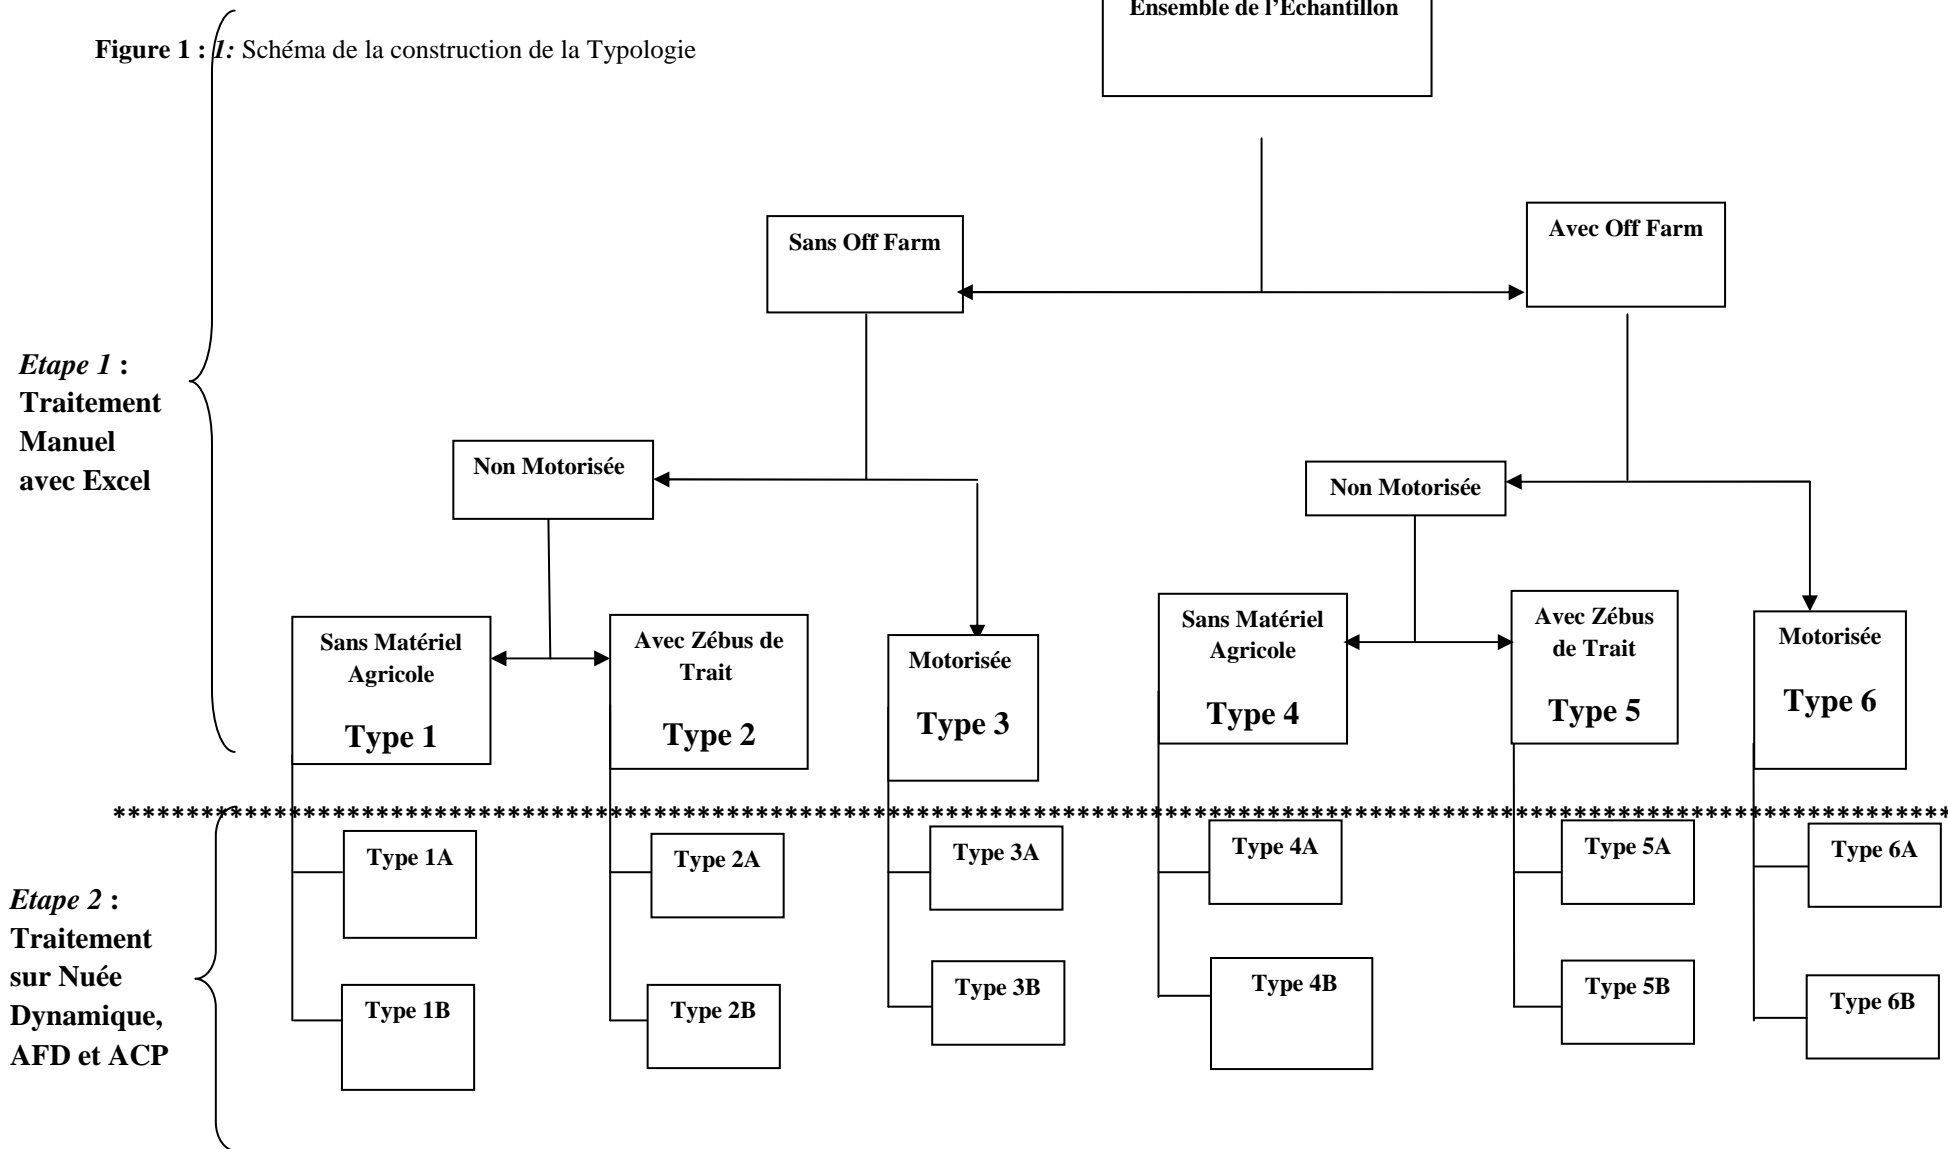 Ensemble de l'Echantillon
Figure 1 : 1: Schéma de la construction de la Typologie
Sans Off Farm
Avec Off Farm
Etape 1 :
Traitement
Manuel
avec Excel
Non Motorisée
Non Motorisée
Sans Matériel
Agricole
Type 1
Avec Zébus de
Trait
Type 2
Motorisée
Type 3
Sans Matériel
Agricole
Type 4
Avec Zébus
de Trait
Type 5
Motorisée
Type 6
******************************************************************************************************************************
Etape 2 :
Traitement
sur Nuée
Dynamique,
AFD et ACP
Type 1A
Type 2A
Type 3A
Type 4A
Type 5A
Type 6A
Type 1B
Type 2B
Type 3B
Type 4B
Type 5B
Type 6B